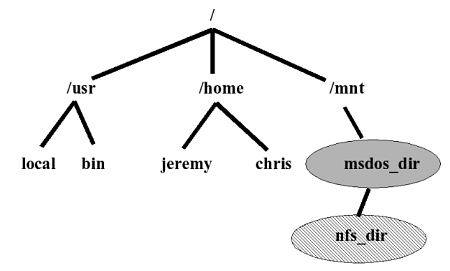 /
/usr /home /mnt
local bin jeremy chris msdos_dir
nfs_dir